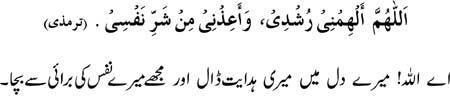 اَللّٰهُمَّ اَلْهِمْنِیْ رُشْدِیْ، وَاَعِذْنِیْ مِنْ شَرِّ نَفْسِیْ . (ترمذی)
اے اللہ! میرے دل میں میری ہدایت ڈال اور مجھے میرے نفس کی برائی سے بچا۔